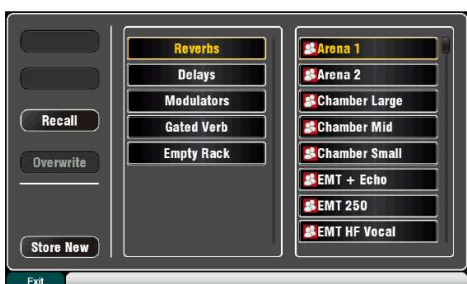 Recall
Overwrite
Store New
Reverbs
Delays
Modulators
Gated Verb
Empty Rack
Arena 1
Arena 2
Chamber Large
Chamber Mid
Chamber Small
EMT + Echo
EMT 250
EMT HF Vocal
Exit